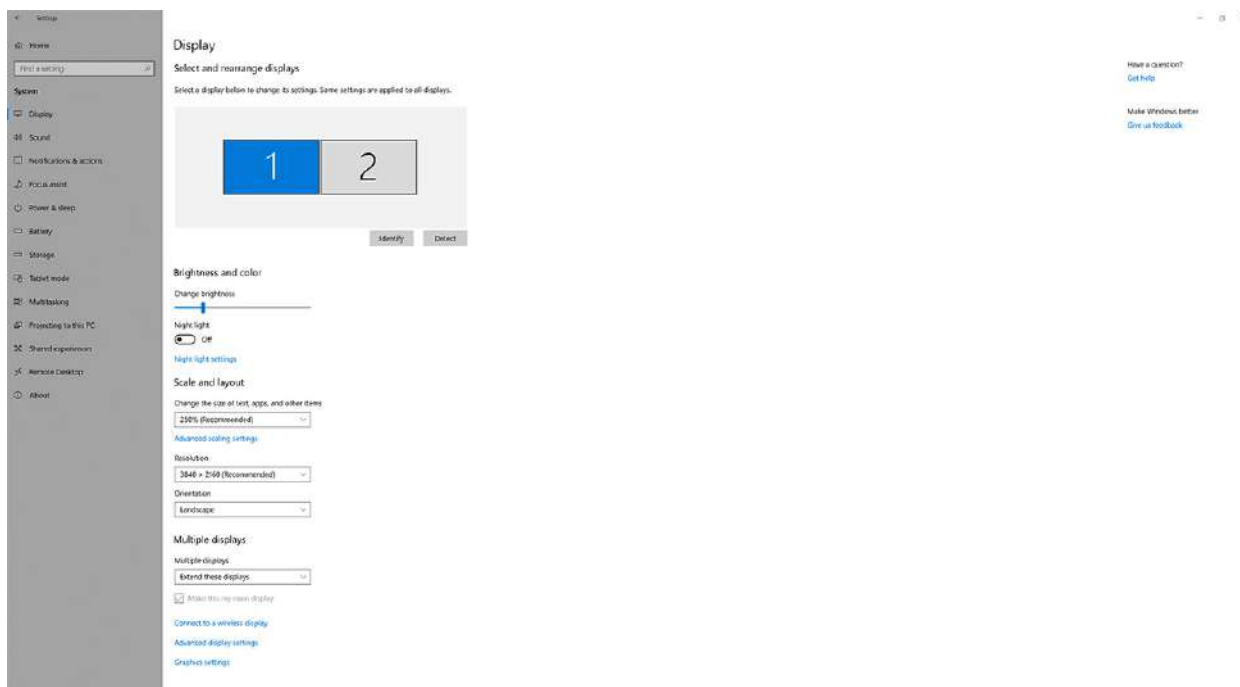 Settings
Home
Find a setting
System
Display
Sound
Notifications & actions
Focus assist
Power & sleep
Battery
Storage
Tablet mode
Multitasking
Projecting to this PC
Shared experiences
Remote Desktop
About
Display
Select and rearrange displays
Select a display below to change its settings. Some settings are applied to all displays.
1 2
Identify Detect
Brightness and color
Change brightness
Night light
Off
Night light settings
Scale and layout
Change the size of text, apps, and other items
250% (Recommended)
Advanced scaling settings
Resolution
3840 × 2160 (Recommended)
Orientation
Landscape
Multiple displays
Multiple displays
Extend these displays
Make this my main display
Connect to a wireless display
Advanced display settings
Graphics settings
Have a question?
Get help
Make Windows better
Give us feedback